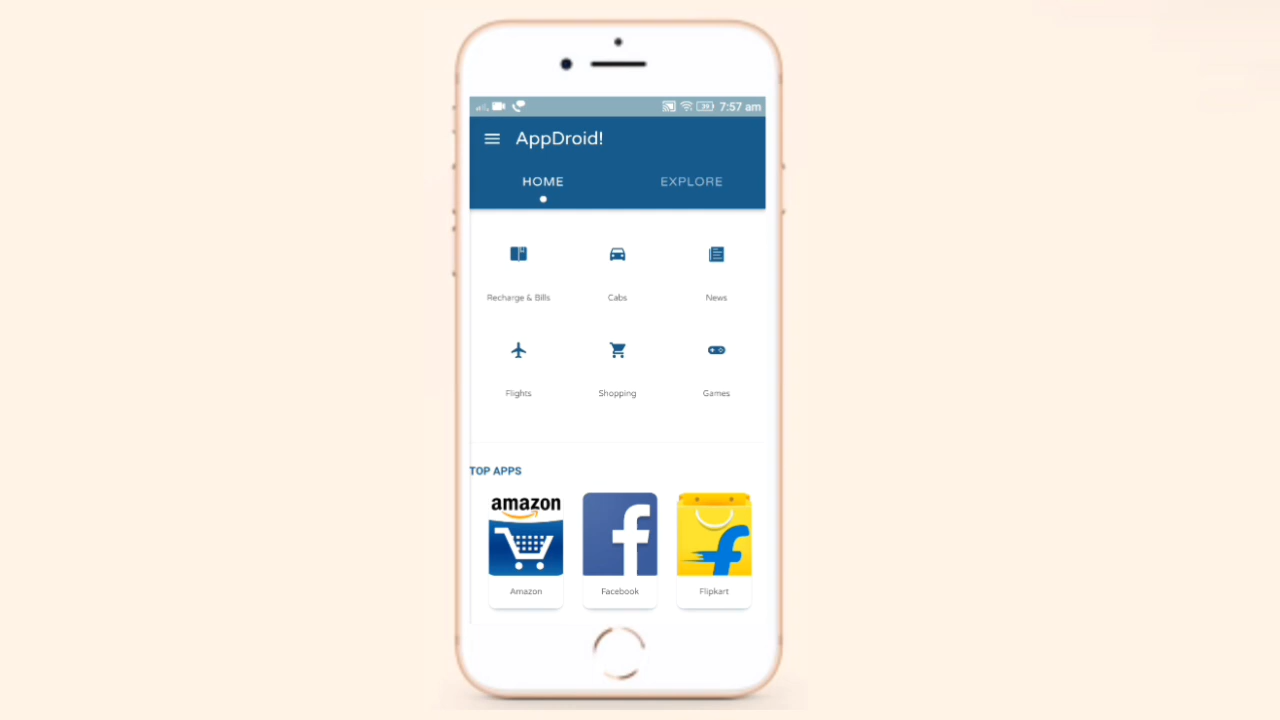 39 7:57 am
AppDroid!
HOME EXPLORE
Recharge & Bills Cabs News
Flights Shopping Games
TOP APPS
amazon f f
Amazon Facebook Flipkart